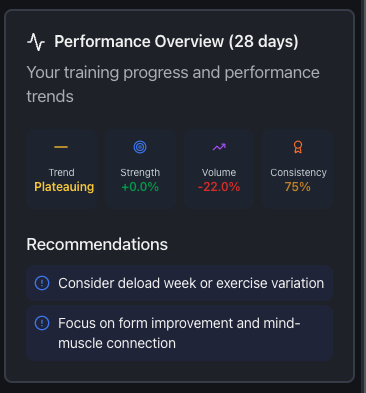 Performance Overview (28 days)
Your training progress and performance
trends
Trend
Plateauing
Strength
+0.0%
Volume
-22.0%
Consistency
75%
Recommendations
Consider deload week or exercise variation
Focus on form improvement and mind-
muscle connection